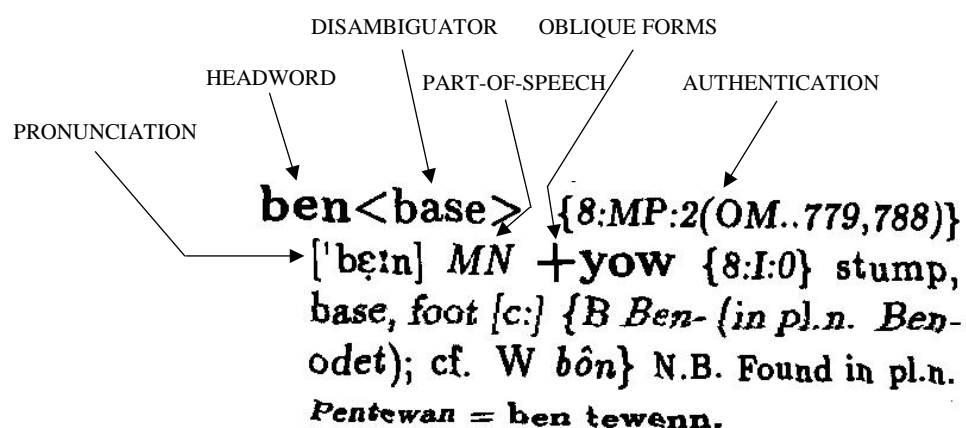 DISAMBIGUATOR OBLIQUE FORMS
HEADWORD PART-OF-SPEECH AUTHENTICATION
PRONUNCIATION
ben<base> {8:MP:2(OM..779,788)}
[ˈbɛːn] MN +yow {8:I:0} stump,
base, foot [c:] {B Ben- (in pl.n. Ben-
odet); cf. W bôn} N.B. Found in pl.n.
Pentewan = ben tewenn.